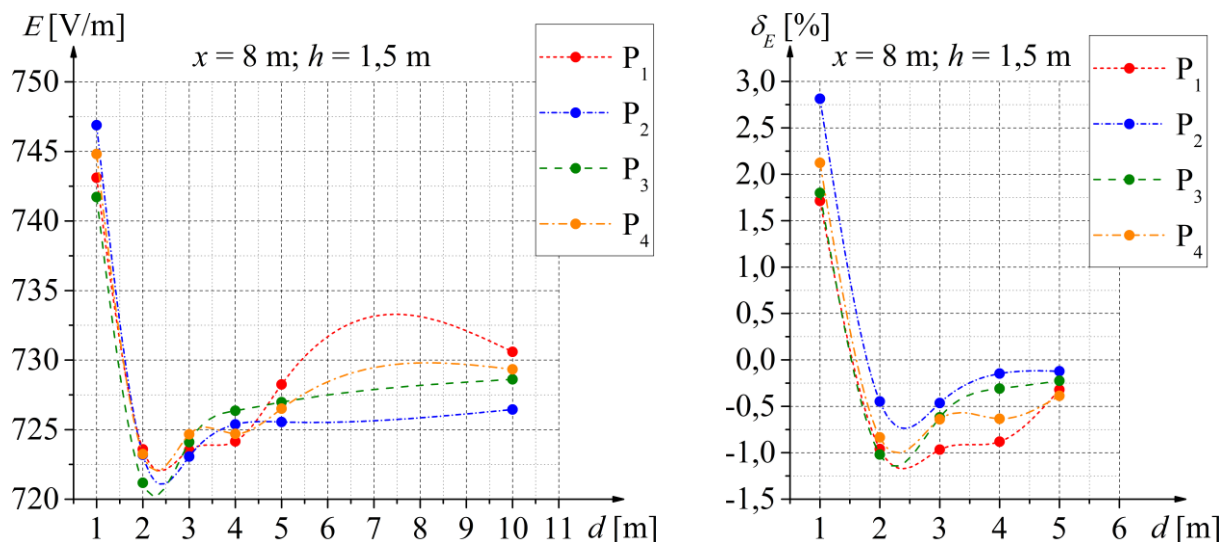 E [V/m]
x = 8 m; h = 1,5 m
P₁
P₂
P₃
P₄
750
745
740
735
730
725
720
1 2 3 4 5 6 7 8 9 10 11 d [m]
δ_E [%]
x = 8 m; h = 1,5 m
P₁
P₂
P₃
P₄
3,0
2,5
2,0
1,5
1,0
0,5
0,0
-0,5
-1,0
-1,5
1 2 3 4 5 6 d [m]